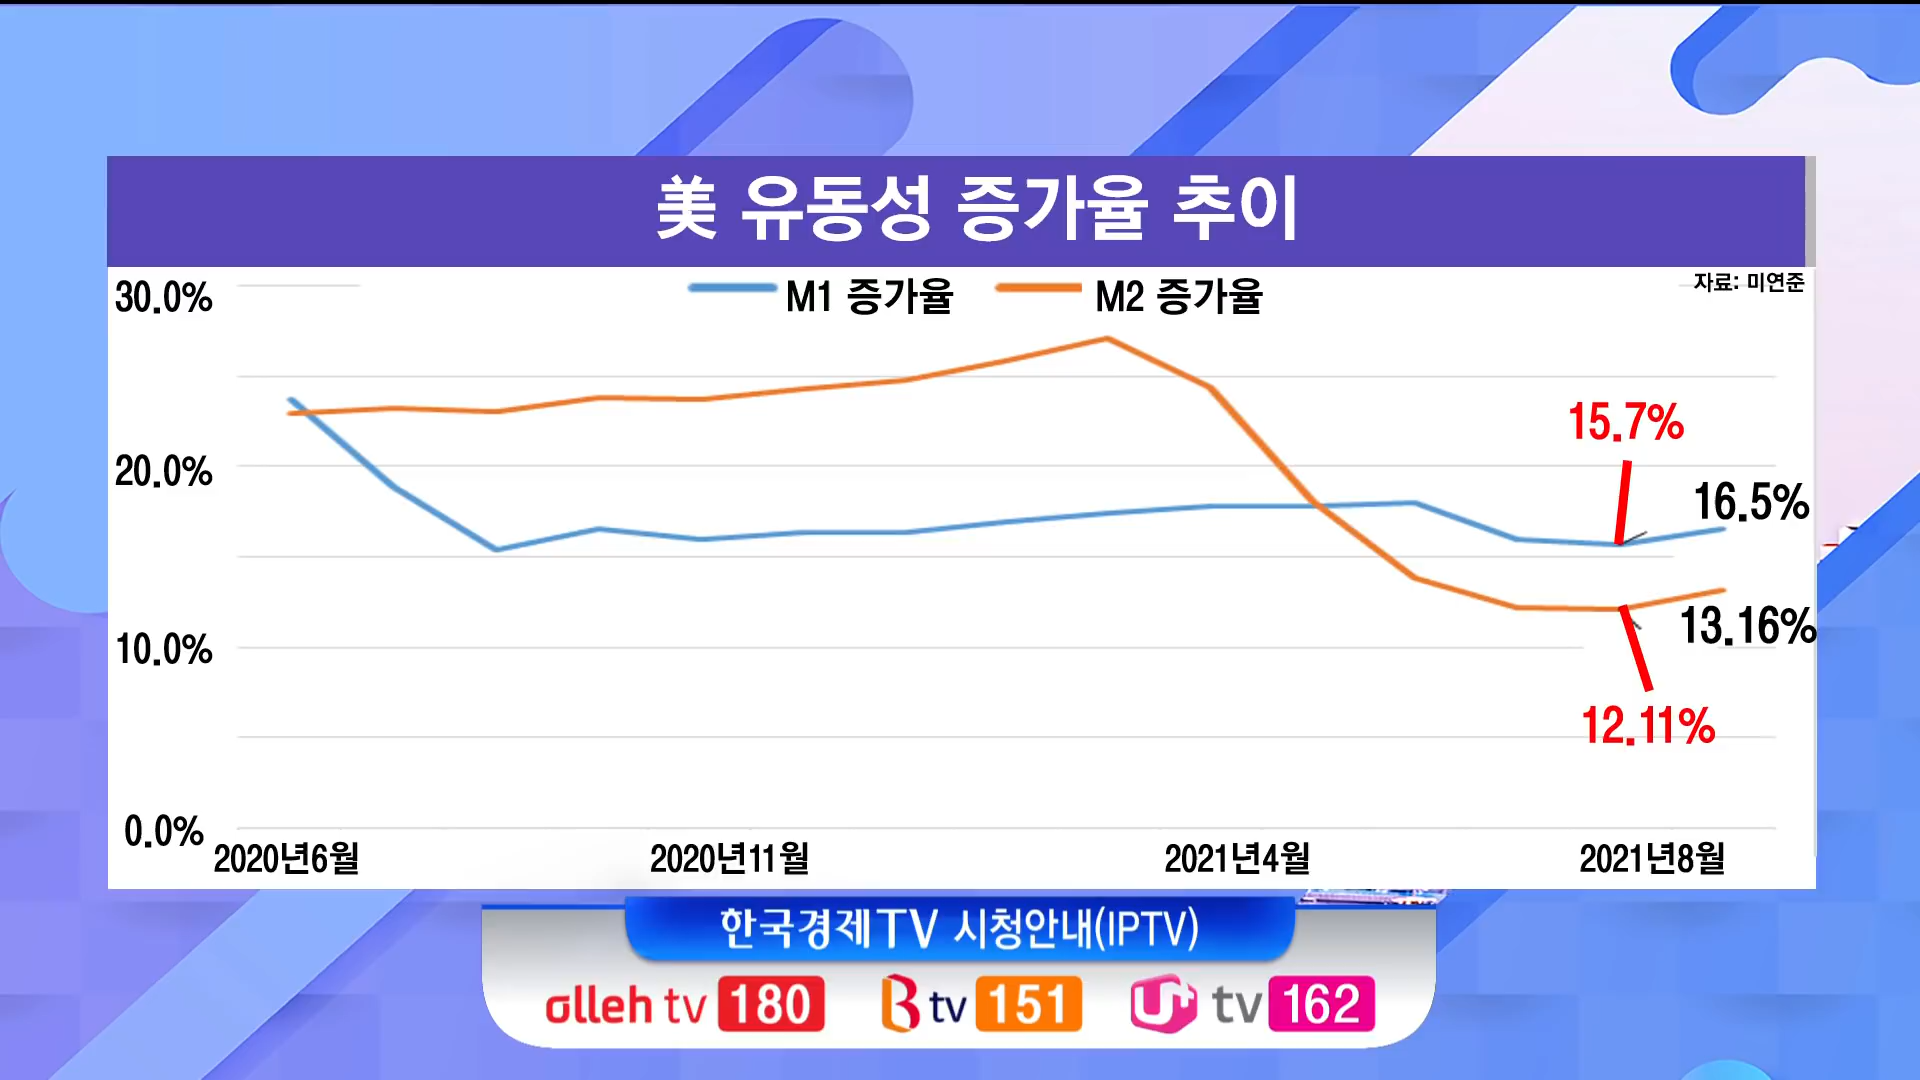 美 유동성 증가율 추이
자료: 미연준
M1 증가율 M2 증가율
30.0%
20.0%
10.0%
0.0%
15.7%
16.5%
13.16%
12.11%
2020년6월 2020년11월 2021년4월 2021년8월
한국경제TV 시청안내(IPTV)
olleh tv 180 B tv 151 U+ tv 162